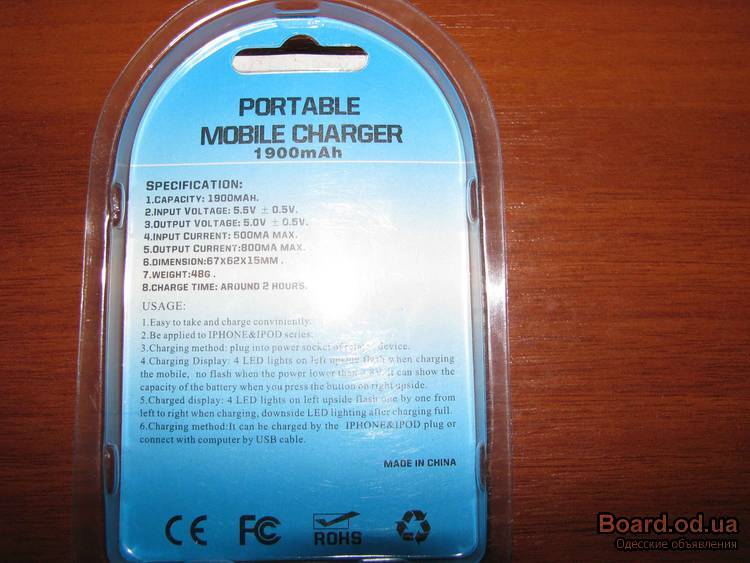 PORTABLE
MOBILE CHARGER
1900mAh
SPECIFICATION:
1.CAPACITY: 1900MAH.
2.INPUT VOLTAGE: 5.5V ± 0.5V.
3.OUTPUT VOLTAGE: 5.0V ± 0.5V.
4.INPUT CURRENT: 500MA MAX.
5.OUTPUT CURRENT:800MA MAX.
6.DIMENSION:67X62X15MM .
7.WEIGHT:48G .
8.CHARGE TIME: AROUND 2 HOURS.
USAGE:
1.Easy to take and charge conveniently.
2.Be applied to IPHONE&IPOD series.
3.Charging method: plug into power socket of device.
4.Charging Display: 4 LED lights on left upside flash when charging
the mobile, no flash when the power lower than it can show the
capacity of the battery when you press the button on right upside.
5.Charged display: 4 LED lights on left upside flash one by one from
left to right when charging, downside LED lighting after charging full.
6.Charging method:It can be charged by the IPHONE&IPOD plug or
connect with computer by USB cable.
MADE IN CHINA
CE FC ROHS
Board.od.ua
Одесские объявления